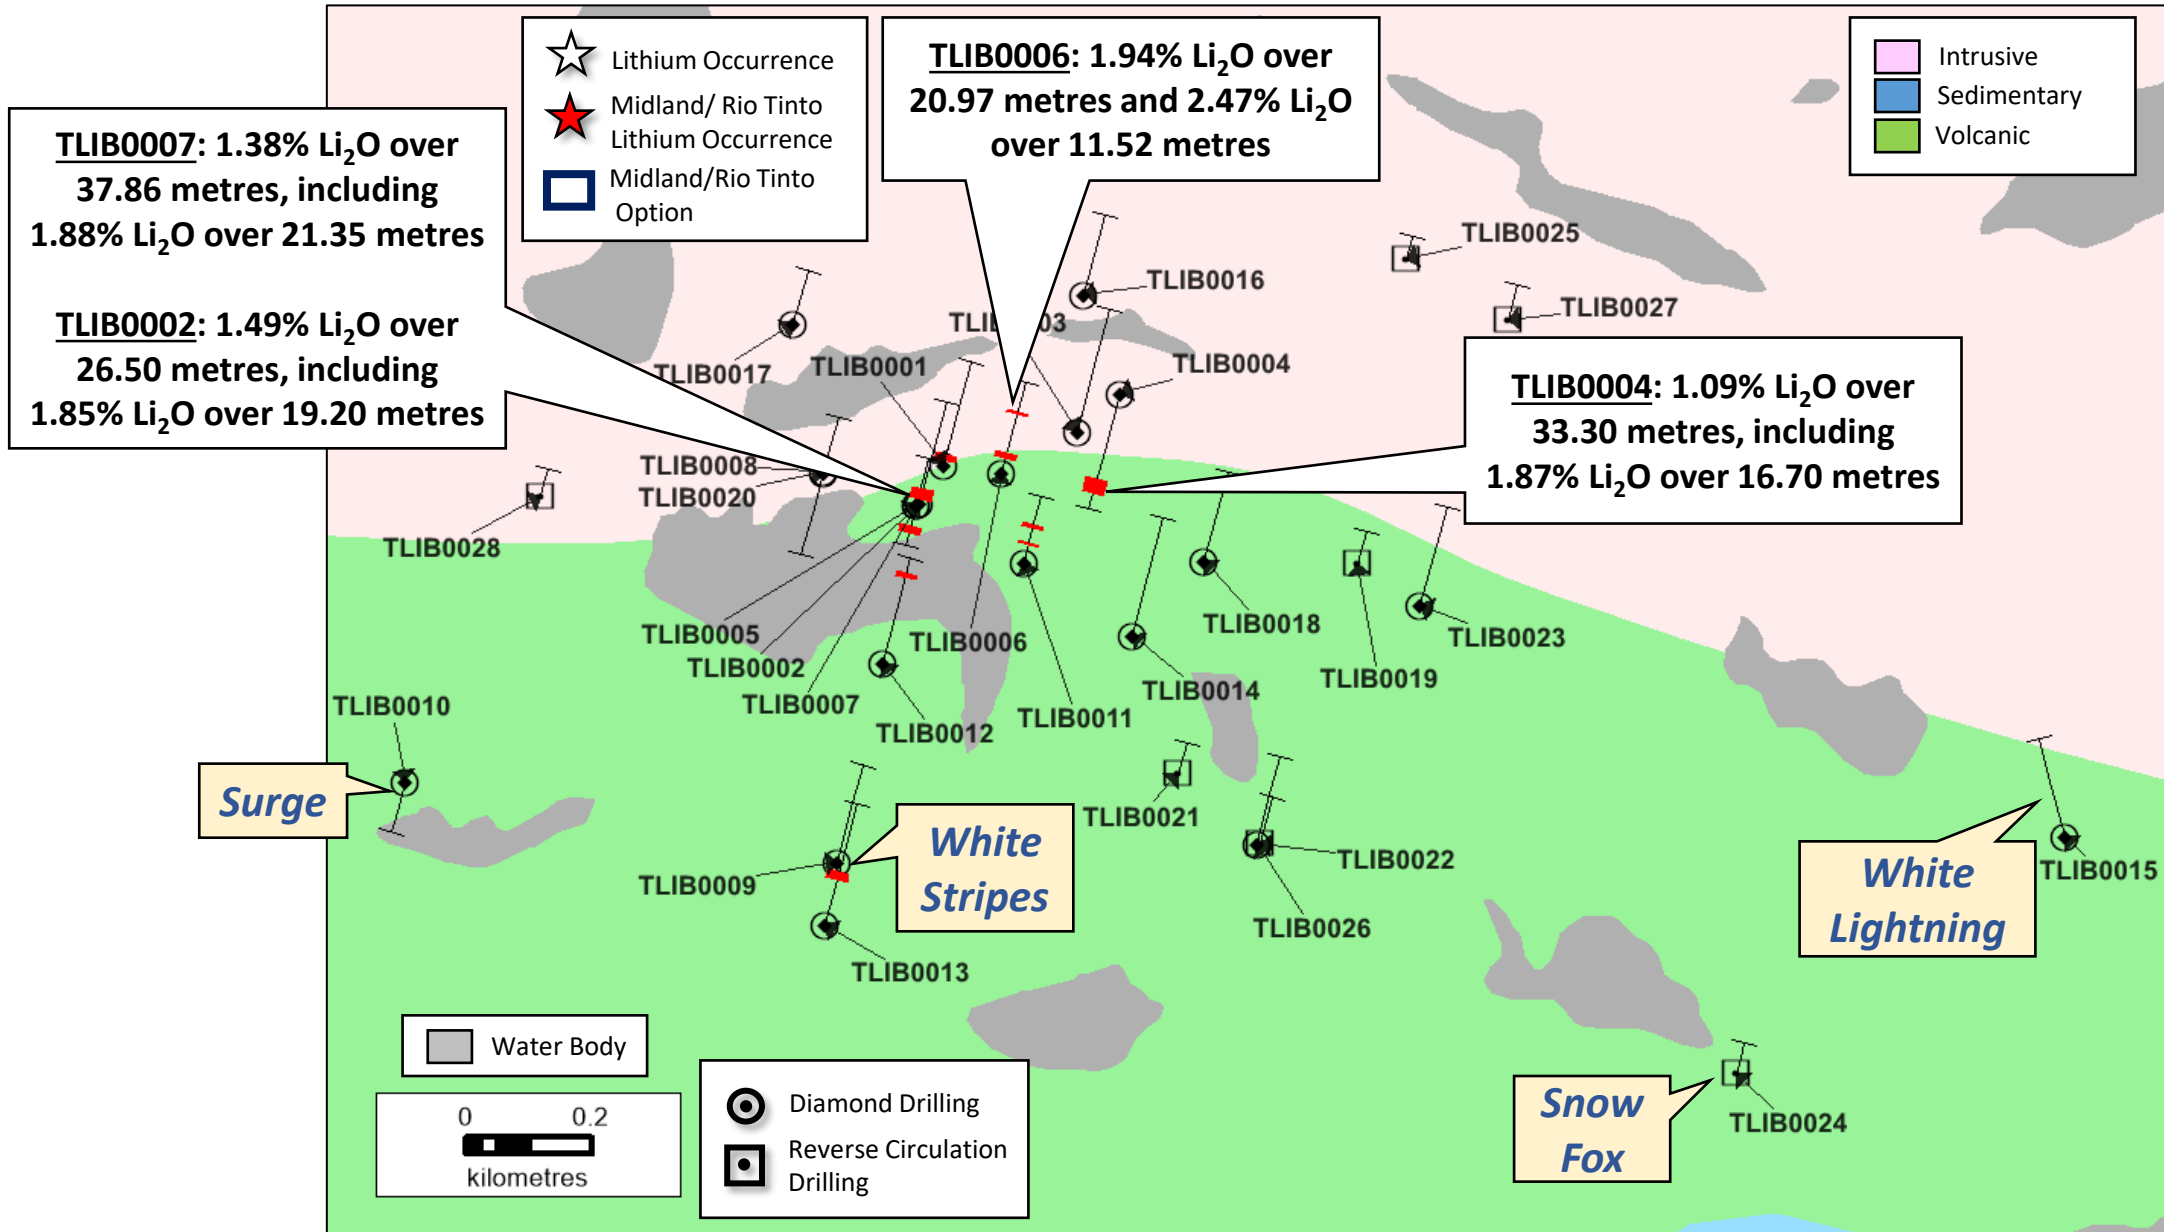 Lithium Occurrence
Midland/ Rio Tinto
Lithium Occurrence
Midland/Rio Tinto
Option
TLIB0006: 1.94% Li₂O over
20.97 metres and 2.47% Li₂O
over 11.52 metres
Intrusive
Sedimentary
Volcanic
TLIB0007: 1.38% Li₂O over
37.86 metres, including
1.88% Li₂O over 21.35 metres
TLIB0002: 1.49% Li₂O over
26.50 metres, including
1.85% Li₂O over 19.20 metres
TLIB0004: 1.09% Li₂O over
33.30 metres, including
1.87% Li₂O over 16.70 metres
TLIB0025
TLIB0016
TLIB0027
TLIB0017
TLIB0001
TLIB0004
TLIB0008
TLIB0020
TLIB0028
TLIB0005
TLIB0002
TLIB0007
TLIB0006
TLIB0012
TLIB0011
TLIB0014
TLIB0018
TLIB0019
TLIB0023
TLIB0010
Surge
TLIB0009
White
Stripes
TLIB0013
TLIB0021
TLIB0022
TLIB0026
White
Lightning
TLIB0015
Snow
Fox
TLIB0024
Water Body
0 0.2
kilometres
Diamond Drilling
Reverse Circulation
Drilling